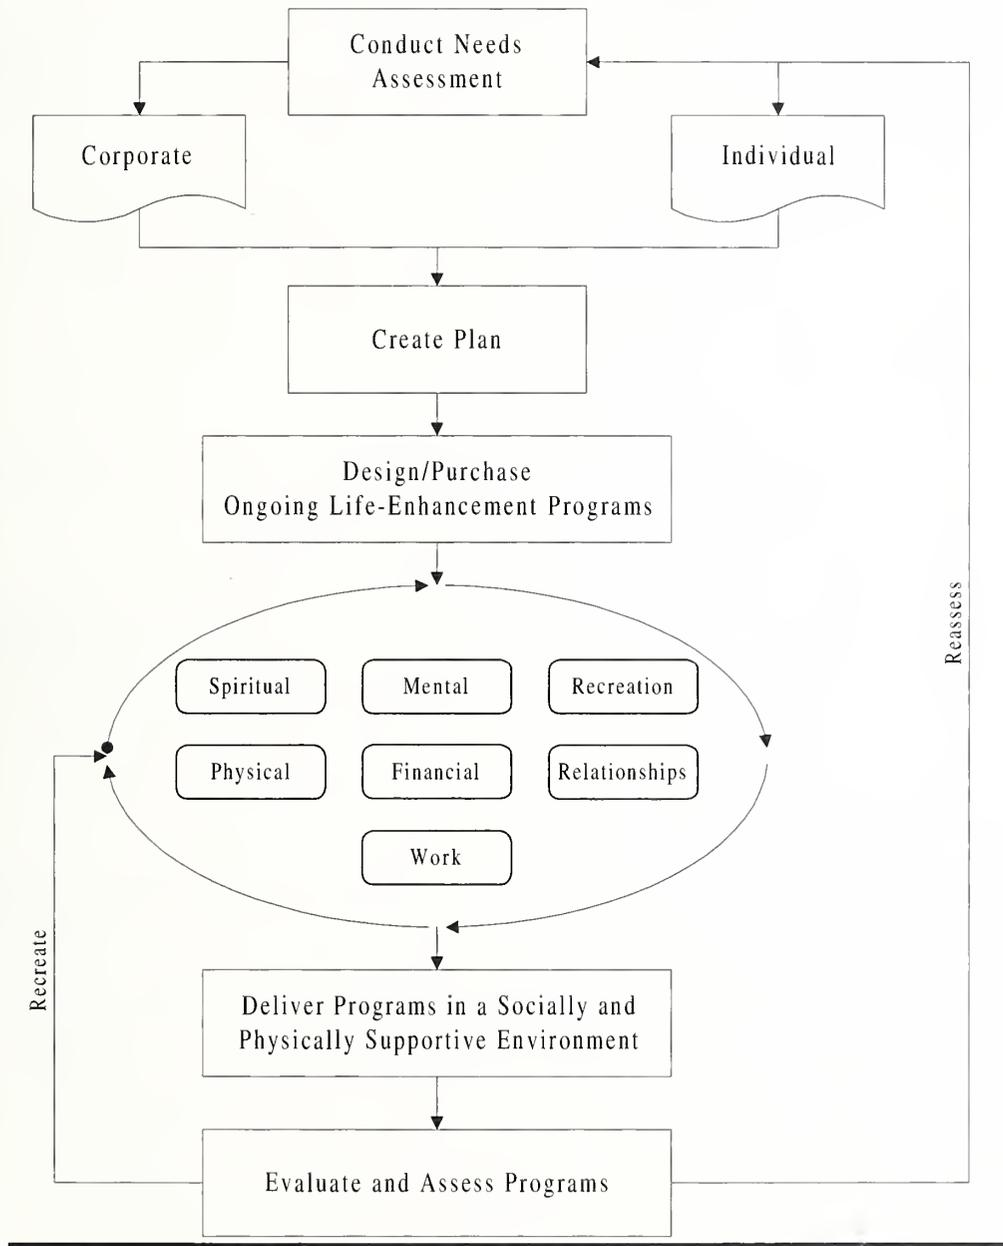 Conduct Needs
Assessment
Corporate
Individual
Create Plan
Design/Purchase
Ongoing Life-Enhancement Programs
Reassess
Spiritual
Mental
Recreation
Physical
Financial
Relationships
Work
Recreate
Deliver Programs in a Socially and
Physically Supportive Environment
Evaluate and Assess Programs